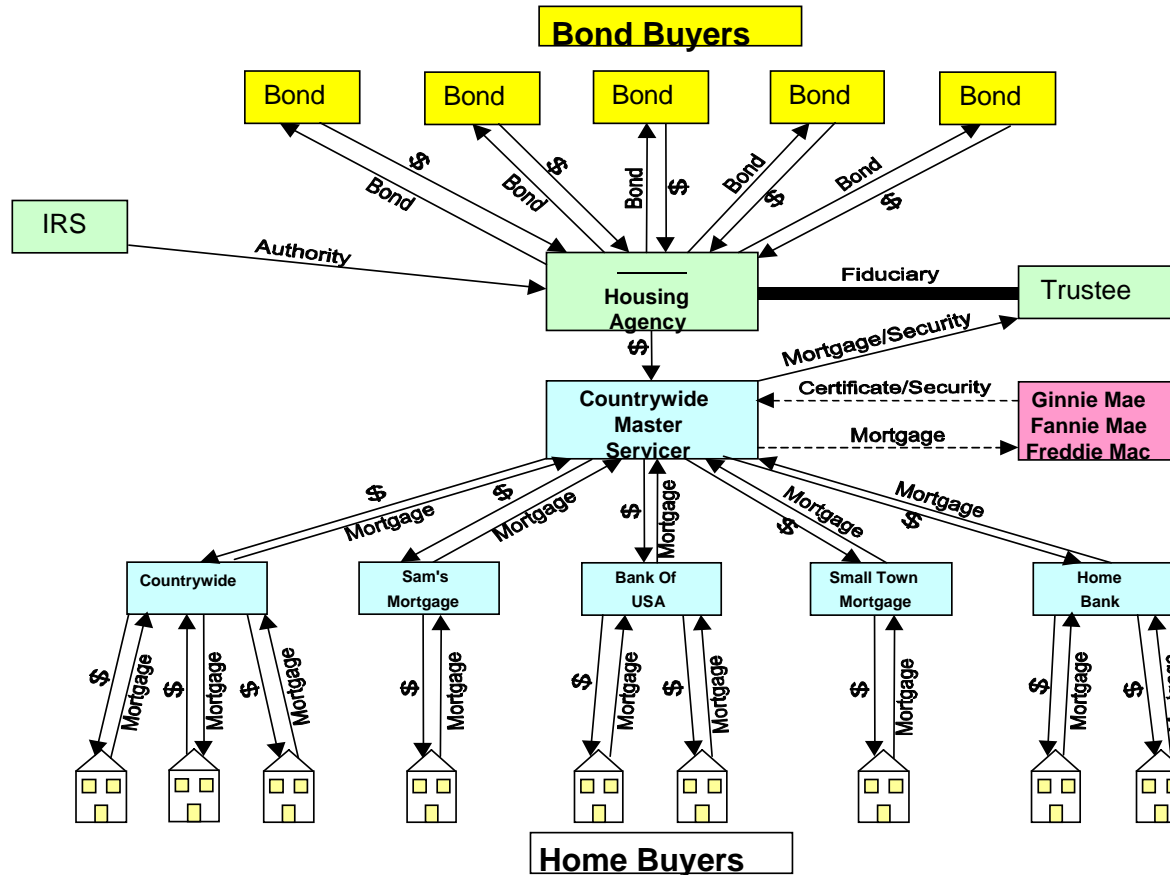 Bond Buyers
Bond
Bond
Bond
Bond
Bond
$
Bond
$
Bond
Bond
$
Bond
$
Bond
$
IRS
Authority
Housing
Agency
Fiduciary
Trustee
$
Mortgage/Security
Countrywide
Master
Servicer
Certificate/Security
Mortgage
Ginnie Mae
Fannie Mae
Freddie Mac
$
Mortgage
$
Mortgage
$
Mortgage
Mortgage
$
Mortgage
$
Countrywide
Sam's
Mortgage
Bank Of
USA
Small Town
Mortgage
Home
Bank
$
Mortgage
$
Mortgage
$
Mortgage
$
Mortgage
$
Mortgage
$
Mortgage
$
Mortgage
$
Mortgage
$
Home Buyers